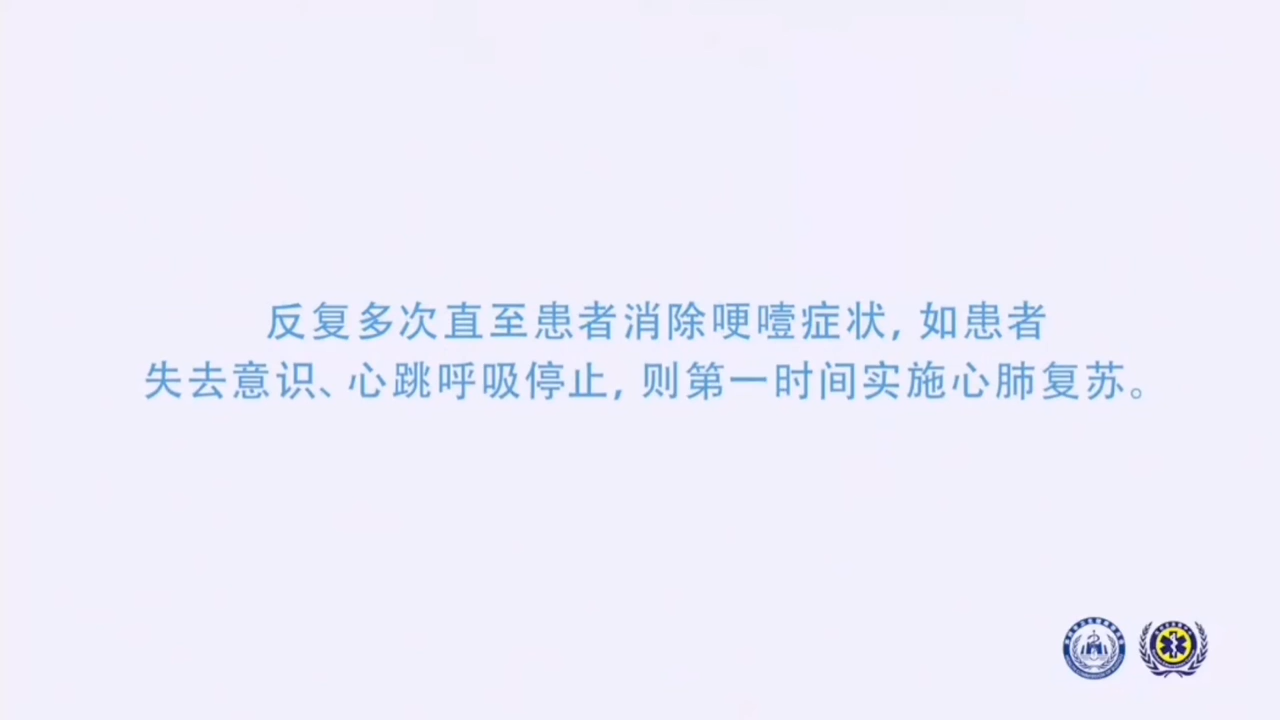 反复多次直至患者消除哽噎症状, 如患者
失去意识、心跳呼吸停止, 则第一时间实施心肺复苏。